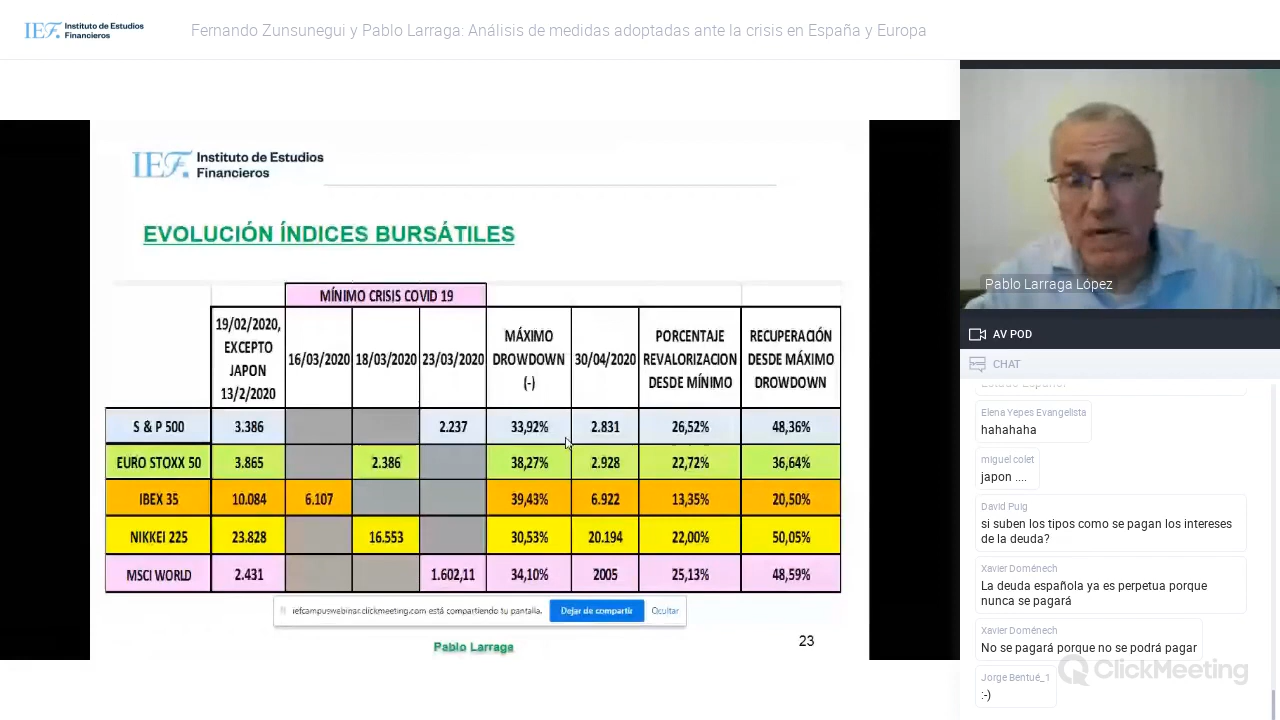 IEF. Instituto de Estudios
Financieros
Fernando Zunsunegui y Pablo Larraga: Análisis de medidas adoptadas ante la crisis en España y Europa
IEF. Instituto de Estudios
Financieros
EVOLUCIÓN ÍNDICES BURSÁTILES
MÍNIMO CRISIS COVID 19
19/02/2020, EXCEPTO JAPON 13/2/2020 16/03/2020 18/03/2020 23/03/2020 MÁXIMO DROWDOWN (-) 30/04/2020 PORCENTAJE REVALORIZACION DESDE MÍNIMO RECUPERACIÓN DESDE MÁXIMO DROWDOWN
S & P 500 3.386 2.237 33,92% 2.831 26,52% 48,36%
EURO STOXX 50 3.865 2.386 38,27% 2.928 22,72% 36,64%
IBEX 35 10.084 6.107 39,43% 6.922 13,35% 20,50%
NIKKEI 225 23.828 16.553 30,53% 20.194 22,00% 50,05%
MSCI WORLD 2.431 1.602,11 34,10% 2005 25,13% 48,59%
iefcampuswebinar.clickmeeting.com está compartiendo tu pantalla. Dejar de compartir Ocultar
Pablo Larraga
23
Pablo Larraga López
AV POD
CHAT
Estado Español
Elena Yepes Evangelista
hahahaha
miguel colet
japon ....
David Puig
si suben los tipos como se pagan los intereses
de la deuda?
Xavier Doménech
La deuda española ya es perpetua porque
nunca se pagará
Xavier Doménech
No se pagará porque no se podrá pagar
Jorge Bentué_1
:-)
ClickMeeting